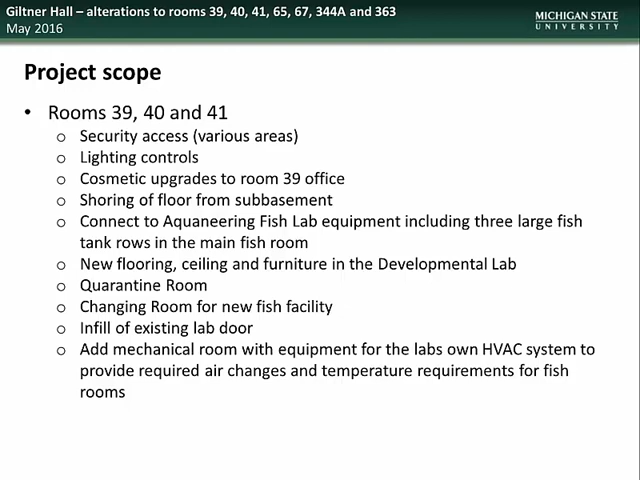 Giltner Hall – alterations to rooms 39, 40, 41, 65, 67, 344A and 363
May 2016
MICHIGAN STATE
UNIVERSITY
Project scope
• Rooms 39, 40 and 41
o Security access (various areas)
o Lighting controls
o Cosmetic upgrades to room 39 office
o Shoring of floor from subbasement
o Connect to Aquaneering Fish Lab equipment including three large fish
tank rows in the main fish room
o New flooring, ceiling and furniture in the Developmental Lab
o Quarantine Room
o Changing Room for new fish facility
o Infill of existing lab door
o Add mechanical room with equipment for the labs own HVAC system to
provide required air changes and temperature requirements for fish
rooms